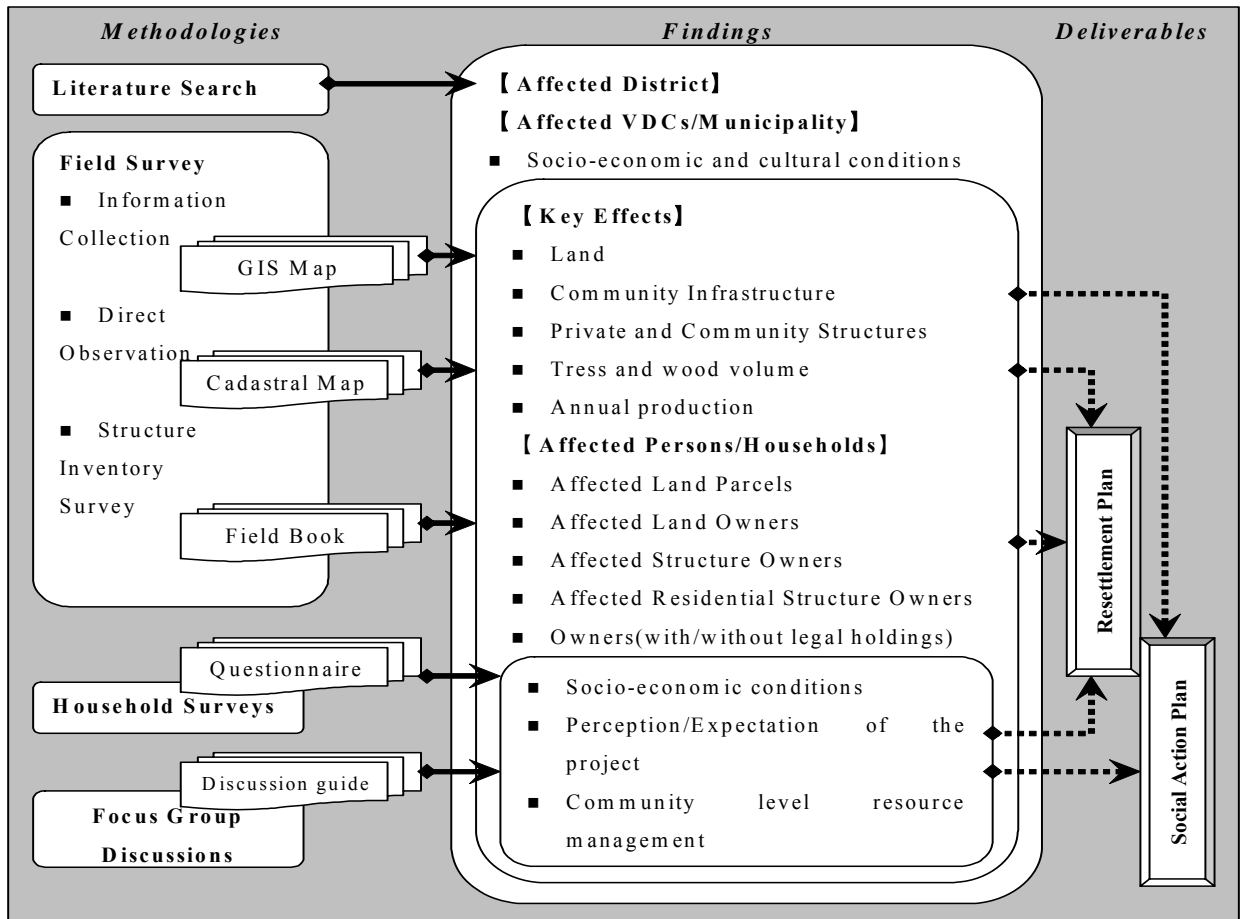 Methodologies
Findings
Deliverables
Literature Search
Field Survey
■ Information
Collection
GIS Map
■ Direct
Observation
Cadastral Map
■ Structure
Inventory
Survey
Field Book
Questionnaire
Household Surveys
Discussion guide
Focus Group
Discussions
【Affected District】
【Affected VDCs/Municipality】
■ Socio-economic and cultural conditions
【Key Effects】
■ Land
■ Community Infrastructure
■ Private and Community Structures
■ Tress and wood volume
■ Annual production
【Affected Persons/Households】
■ Affected Land Parcels
■ Affected Land Owners
■ Affected Structure Owners
■ Affected Residential Structure Owners
■ Owners(with/without legal holdings)
■ Socio-economic conditions
■ Perception/Expectation of the
project
■ Community level resource
management
Resettlement Plan
Social Action Plan